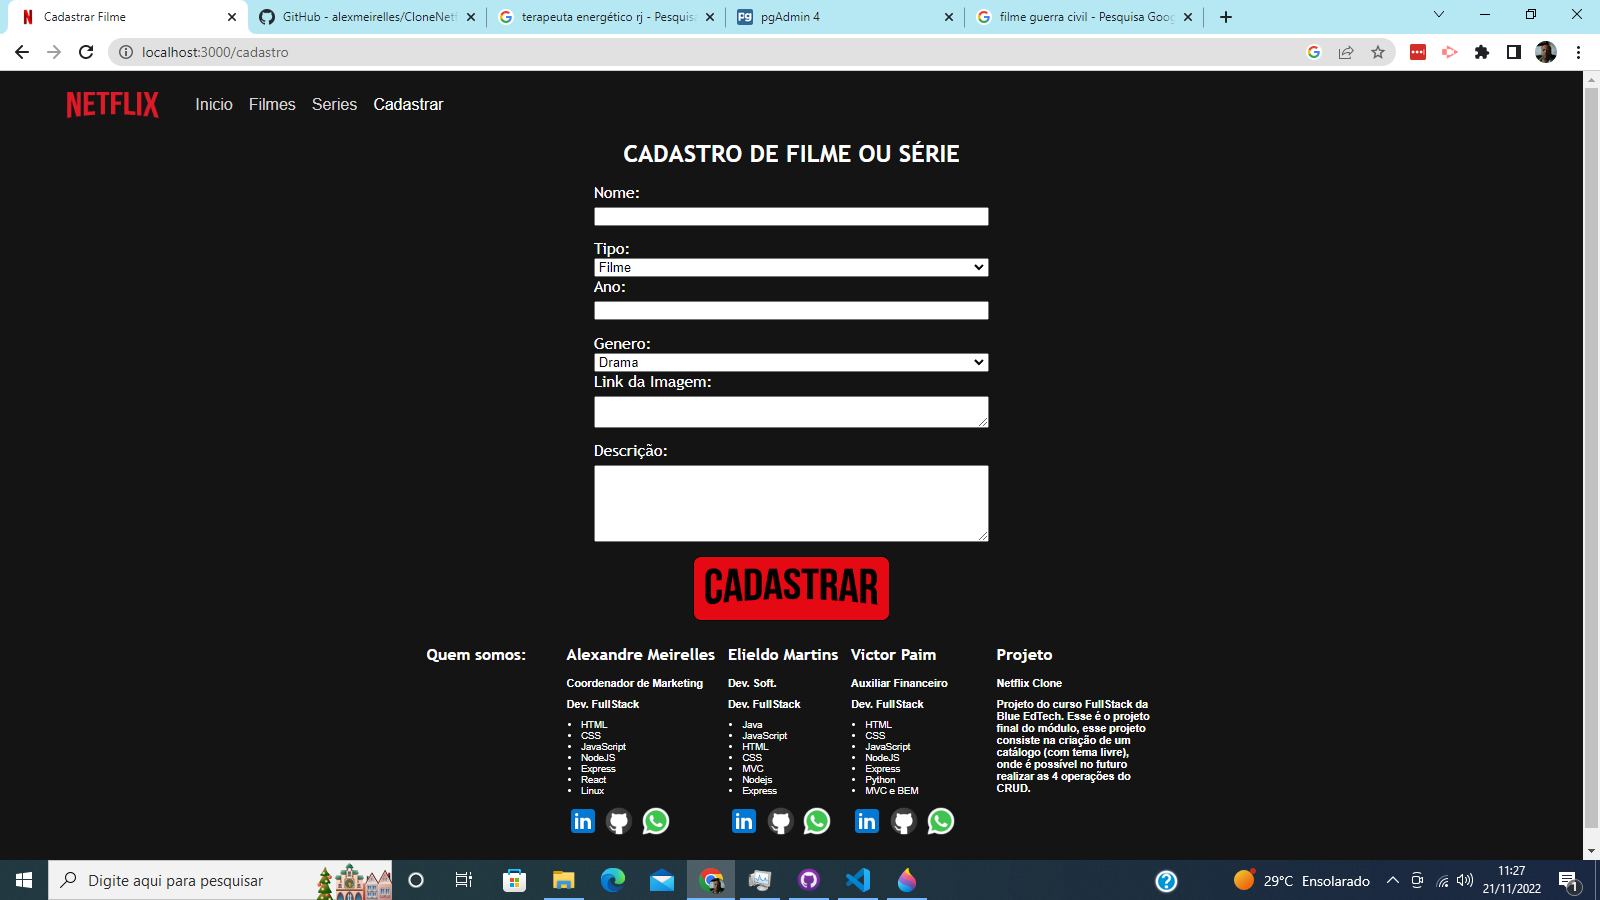 Cadastrar Filme
GitHub - alexmeirelles/CloneNetf
terapeuta energético rj - Pesquis
pgAdmin 4
filme guerra civil - Pesquisa Goog
localhost:3000/cadastro
NETFLIX
Inicio
Filmes
Series
Cadastrar
CADASTRO DE FILME OU SÉRIE
Nome:
Tipo:
Filme
Ano:
Genero:
Drama
Link da Imagem:
Descrição:
CADASTRAR
Quem somos:
Alexandre Meirelles
Coordenador de Marketing
Dev. FullStack
HTML
CSS
JavaScript
NodeJS
Express
React
Linux
Elieldo Martins
Dev. Soft.
Dev. FullStack
Java
JavaScript
HTML
CSS
MVC
Nodejs
Express
Victor Paim
Auxiliar Financeiro
Dev. FullStack
HTML
CSS
JavaScript
NodeJS
Express
Python
MVC e BEM
Projeto
Netflix Clone
Projeto do curso FullStack da
Blue EdTech. Esse é o projeto
final do módulo, esse projeto
consiste na criação de um
catálogo (com tema livre),
onde é possível no futuro
realizar as 4 operações do
CRUD.
Digite aqui para pesquisar
29°C Ensolarado
11:27
21/11/2022
1